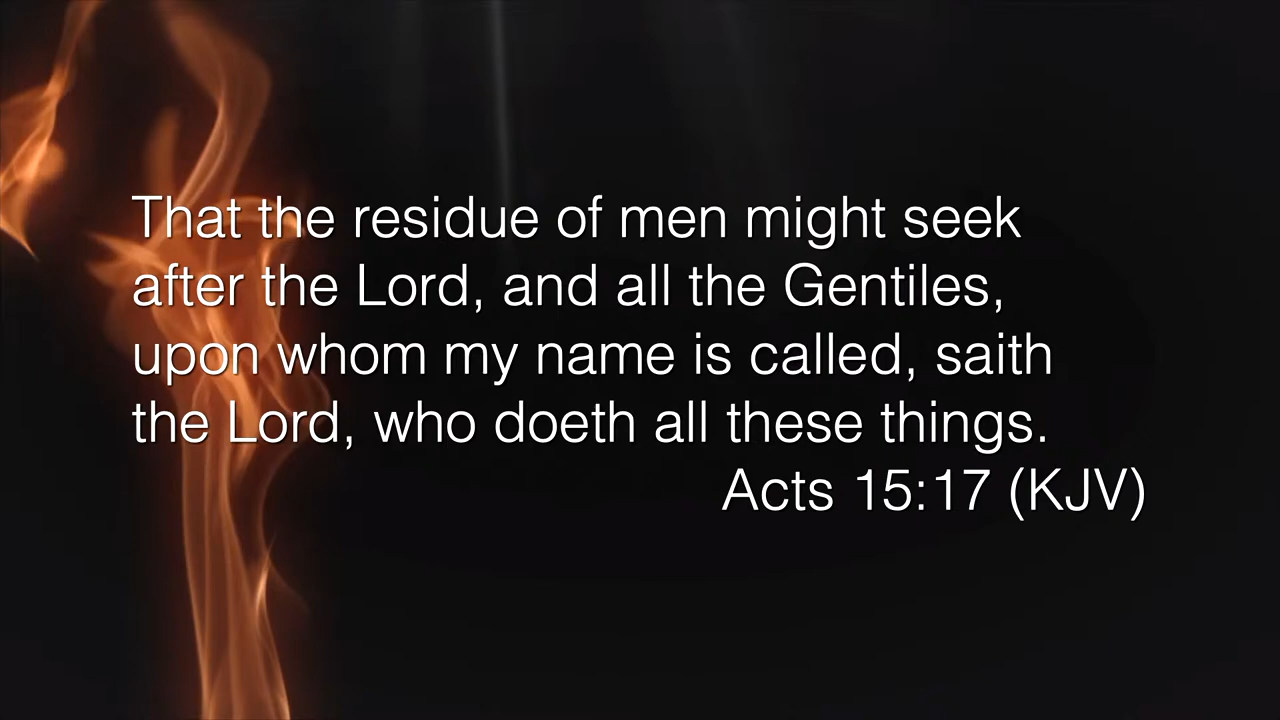 That the residue of men might seek
after the Lord, and all the Gentiles,
upon whom my name is called, saith
the Lord, who doeth all these things.
Acts 15:17 (KJV)